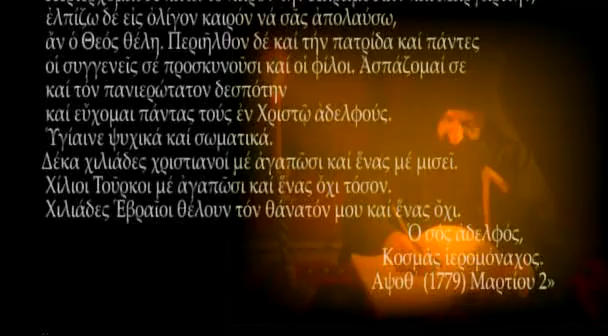 ἐλπίζω δέ εἰς ὀλίγον καιρόν νά σᾶς ἀπολαύσω,
ἄν ὁ Θεός θέλη. Περιῆλθον δέ καί τήν πατρίδα καί πάντες
οἱ συγγενεῖς σέ προσκυνοῦσι καί οἱ φίλοι. Ἀσπάζομαί σε
καί τόν πανιερώτατον δεσπότην
καί εὔχομαι πάντας τούς ἐν Χριστῷ ἀδελφούς.
Ὑγίαινε ψυχικά καί σωματικά.
Δέκα χιλιάδες χριστιανοί μέ ἀγαπῶσι καί ἕνας μέ μισεῖ.
Χίλιοι Τοῦρκοι μέ ἀγαπῶσι καί ἕνας ὄχι τόσον.
Χιλιάδες Ἑβραῖοι θέλουν τόν θάνατόν μου καί ἕνας ὄχι.
Ὁ σός ἀδελφός,
Κοσμάς ἱερομόναχος.
Αψοθ΄ (1779) Μαρτίου 2»